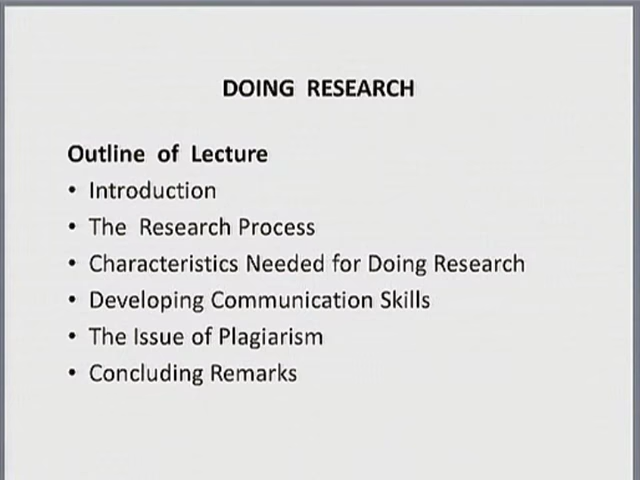 DOING RESEARCH
Outline of Lecture
• Introduction
• The Research Process
• Characteristics Needed for Doing Research
• Developing Communication Skills
• The Issue of Plagiarism
• Concluding Remarks